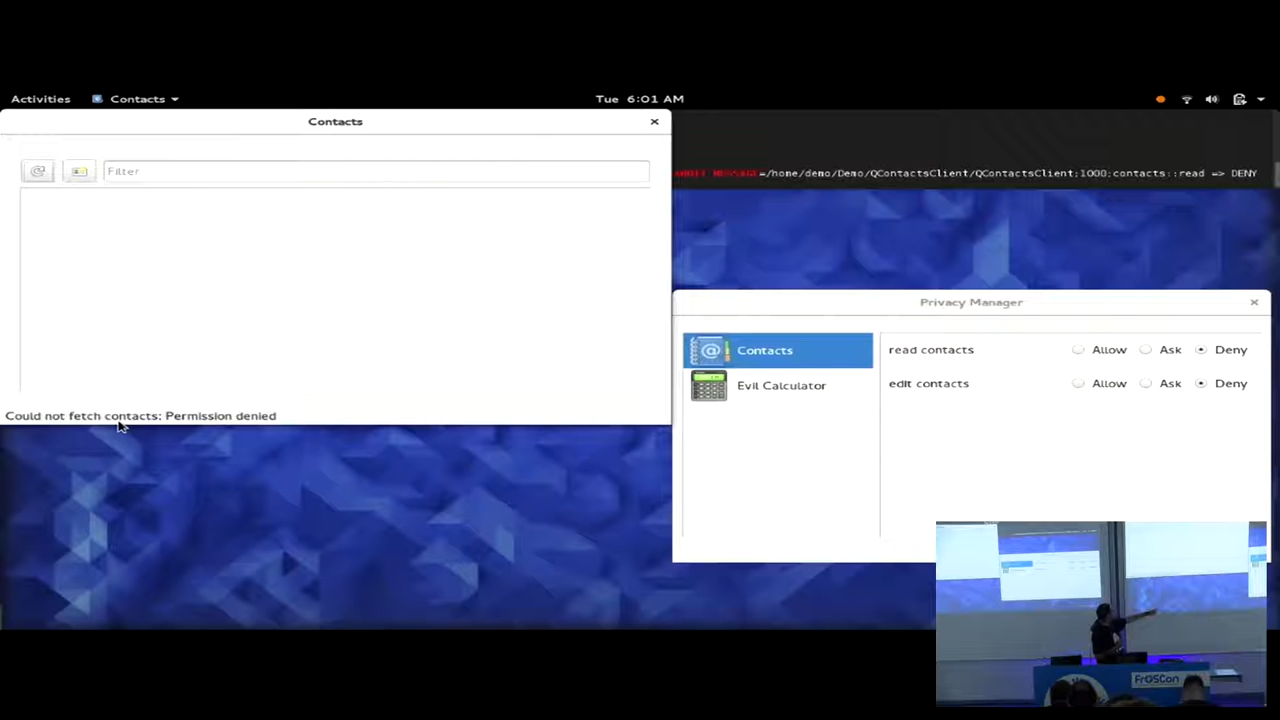 Activities Contacts Tue 6:01 AM
Contacts
Filter
Could not fetch contacts: Permission denied
AUDIT MESSAGE=/home/demo/Demo/QContactsClient/QContactsClient;1000;contacts::read => DENY
Privacy Manager
Contacts
Evil Calculator
read contacts Allow Ask Deny
edit contacts Allow Ask Deny
FrOSCon